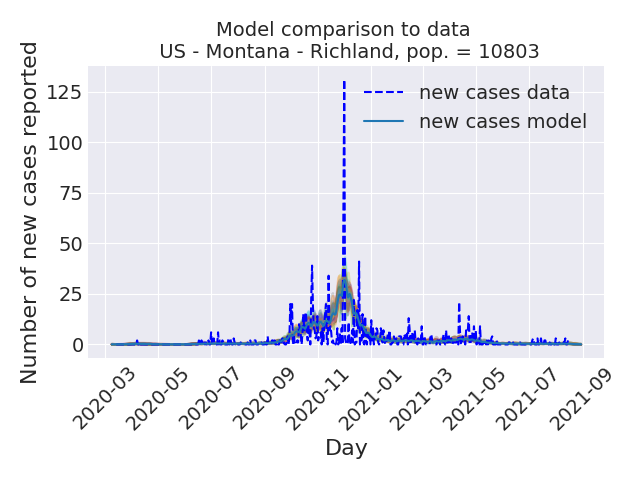 Model comparison to data
US - Montana - Richland, pop. = 10803
Number of new cases reported
125
100
75
50
25
0
new cases data
new cases model
2020-03
2020-05
2020-07
2020-09
2020-11
2021-01
2021-03
2021-05
2021-07
2021-09
Day